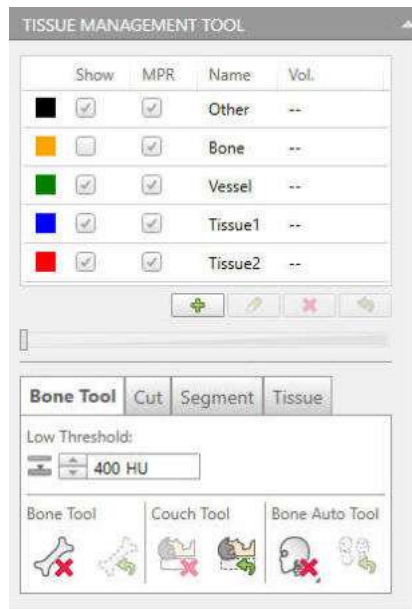 TISSUE MANAGEMENT TOOL
Show MPR Name Vol.
Other --
Bone --
Vessel --
Tissue1 --
Tissue2 --
Bone Tool Cut Segment Tissue
Low Threshold:
400 HU
Bone Tool Couch Tool Bone Auto Tool